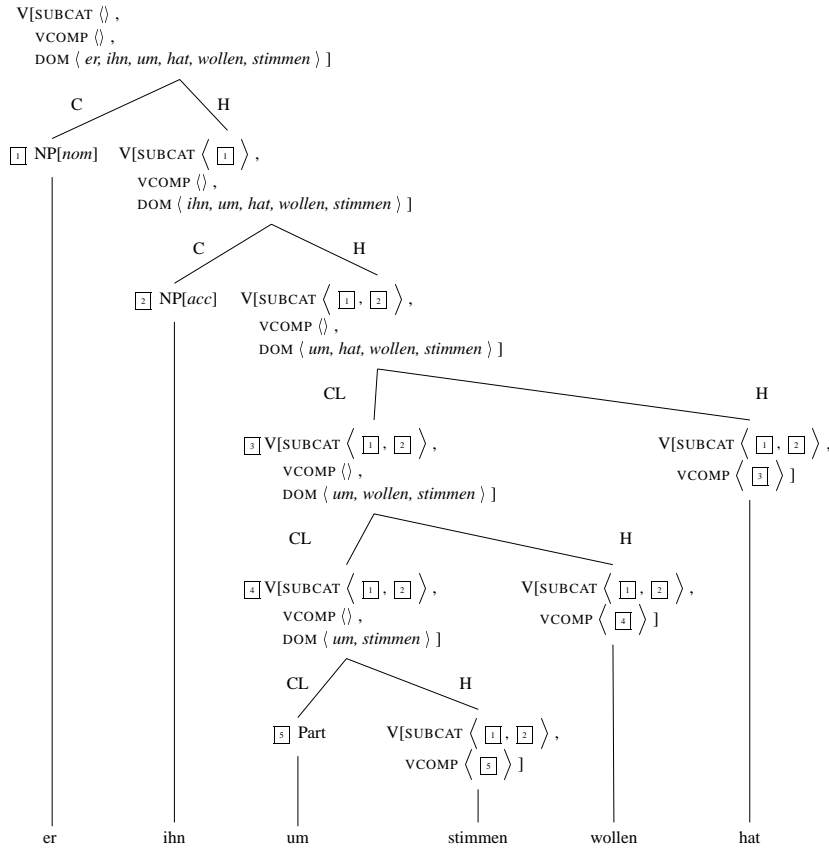 V[SUBCAT ⟨⟩ ,
VCOMP ⟨⟩ ,
DOM ⟨ er, ihn, um, hat, wollen, stimmen ⟩ ]
C H
1 NP[nom] V[SUBCAT ⟨ 1 ⟩ ,
VCOMP ⟨⟩ ,
DOM ⟨ ihn, um, hat, wollen, stimmen ⟩ ]
C H
2 NP[acc] V[SUBCAT ⟨ 1 , 2 ⟩ ,
VCOMP ⟨⟩ ,
DOM ⟨ um, hat, wollen, stimmen ⟩ ]
CL H
3 V[SUBCAT ⟨ 1 , 2 ⟩ , V[SUBCAT ⟨ 1 , 2 ⟩ ,
VCOMP ⟨⟩ , VCOMP ⟨ 3 ⟩ ]
DOM ⟨ um, wollen, stimmen ⟩ ]
CL H
4 V[SUBCAT ⟨ 1 , 2 ⟩ , V[SUBCAT ⟨ 1 , 2 ⟩ ,
VCOMP ⟨⟩ , VCOMP ⟨ 4 ⟩ ]
DOM ⟨ um, stimmen ⟩ ]
CL H
5 Part V[SUBCAT ⟨ 1 , 2 ⟩ ,
VCOMP ⟨ 5 ⟩ ]
er ihn um stimmen wollen hat